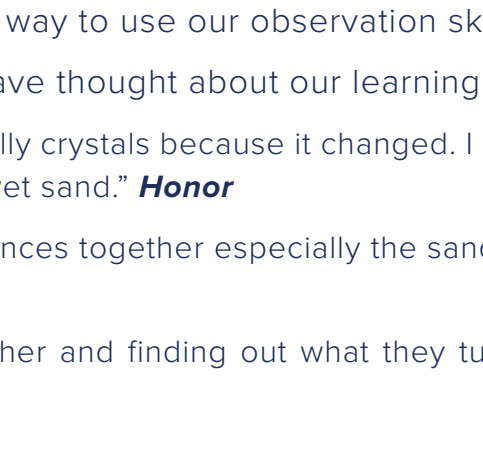 way to use our observation sk
ave thought about our learning
lly crystals because it changed. I
et sand.” Honor
nces together especially the sand
her and finding out what they tu